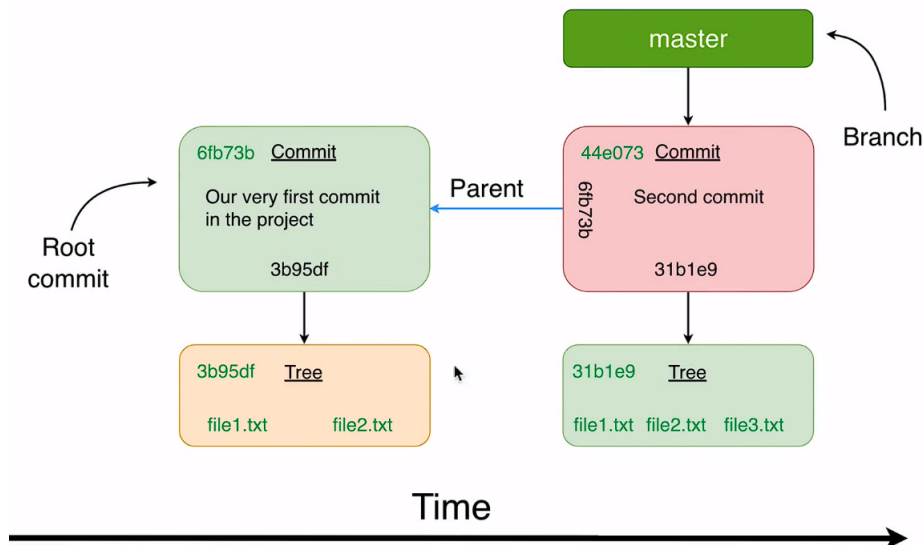 master
Branch
6fb73b Commit
Our very first commit
in the project
3b95df
Root
commit
Parent
44e073 Commit
6fb73b
Second commit
31b1e9
3b95df Tree
file1.txt file2.txt
31b1e9 Tree
file1.txt file2.txt file3.txt
Time